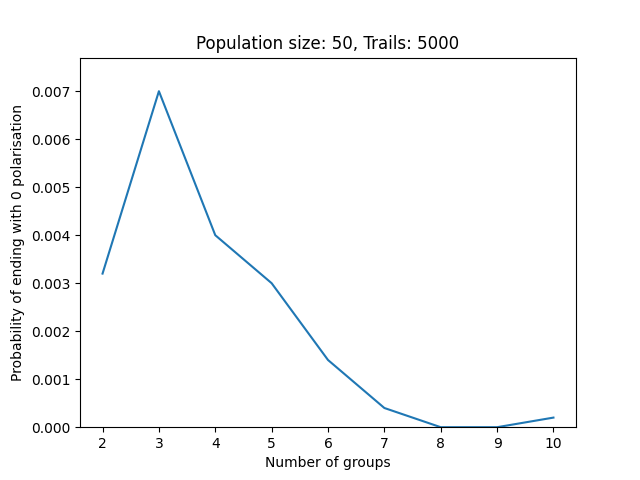 Population size: 50, Trails: 5000
Probability of ending with 0 polarisation
0.007
0.006
0.005
0.004
0.003
0.002
0.001
0.000
2 3 4 5 6 7 8 9 10
Number of groups